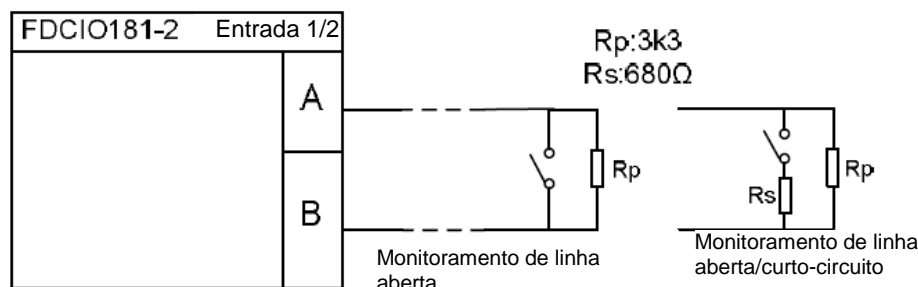 FDCIO181-2 Entrada 1/2
A
B
Rp:3k3
Rs:680Ω
Rp
Rs
Rp
Monitoramento de linha
aberta
Monitoramento de linha
aberta/curto-circuito